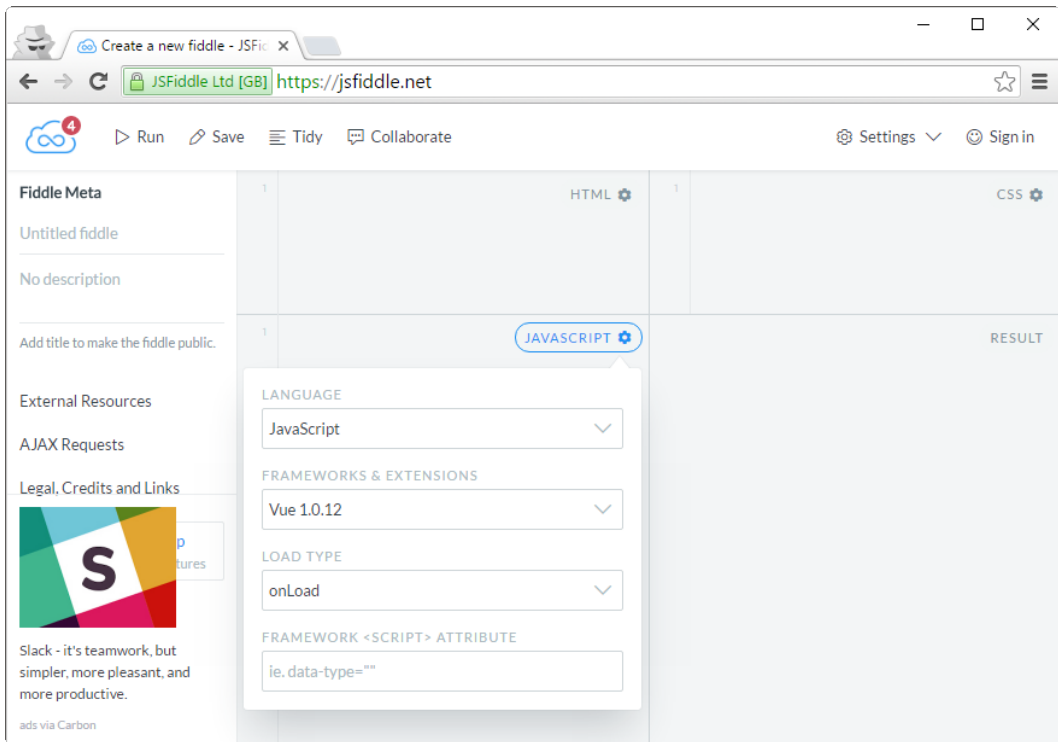 Create a new fiddle - JSFi
JSFiddle Ltd [GB] https://jsfiddle.net
4
Run Save Tidy Collaborate Settings Sign in
Fiddle Meta
Untitled fiddle
No description
Add title to make the fiddle public.
External Resources
AJAX Requests
Legal, Credits and Links
p
tures
S
Slack - it's teamwork, but
simpler, more pleasant, and
more productive.
ads via Carbon
1 HTML
1 CSS
1 JAVASCRIPT
RESULT
LANGUAGE
JavaScript
FRAMEWORKS & EXTENSIONS
Vue 1.0.12
LOAD TYPE
onLoad
FRAMEWORK <SCRIPT> ATTRIBUTE
ie. data-type=""